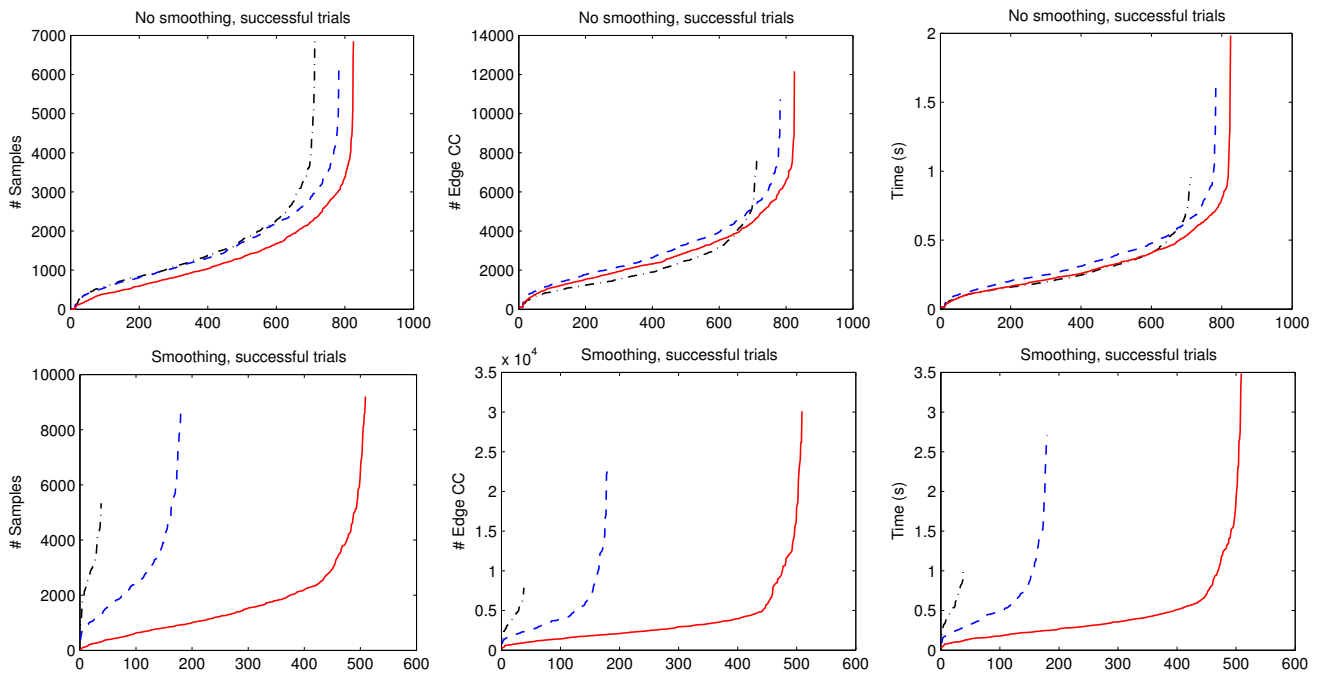 No smoothing, successful trials
# Samples
7000
6000
5000
4000
3000
2000
1000
0
0 200 400 600 800 1000
No smoothing, successful trials
# Edge CC
14000
12000
10000
8000
6000
4000
2000
0
0 200 400 600 800 1000
No smoothing, successful trials
Time (s)
2
1.5
1
0.5
0
0 200 400 600 800 1000
Smoothing, successful trials
# Samples
10000
8000
6000
4000
2000
0
0 100 200 300 400 500 600
Smoothing, successful trials
x 10^4
# Edge CC
3.5
3
2.5
2
1.5
1
0.5
0
0 100 200 300 400 500 600
Smoothing, successful trials
Time (s)
3.5
3
2.5
2
1.5
1
0.5
0
0 100 200 300 400 500 600